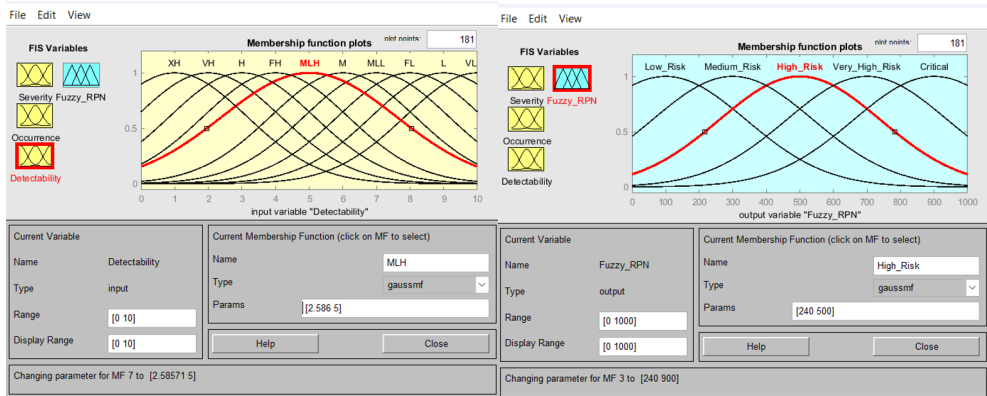 File Edit View
FIS Variables
Severity Fuzzy_RPN
Occurrence
Detectability
Membership function plots plot points: 181
XH VH H FH MLH M MLL FL L VL
1
0.5
0
0 1 2 3 4 5 6 7 8 9 10
input variable "Detectability"
Current Variable
Name Detectability
Type input
Range [0 10]
Display Range [0 10]
Current Membership Function (click on MF to select)
Name MLH
Type gaussmf
Params [2.586 5]
Help Close
Changing parameter for MF 7 to [2.58571 5]
File Edit View
FIS Variables
Severity Fuzzy_RPN
Occurrence
Detectability
Membership function plots plot points: 181
Low_Risk Medium_Risk High_Risk Very_High_Risk Critical
1
0.5
0
0 100 200 300 400 500 600 700 800 900 1000
output variable "Fuzzy_RPN"
Current Variable
Name Fuzzy_RPN
Type output
Range [0 1000]
Display Range [0 1000]
Current Membership Function (click on MF to select)
Name High_Risk
Type gaussmf
Params [240 500]
Help Close
Changing parameter for MF 3 to [240 900]